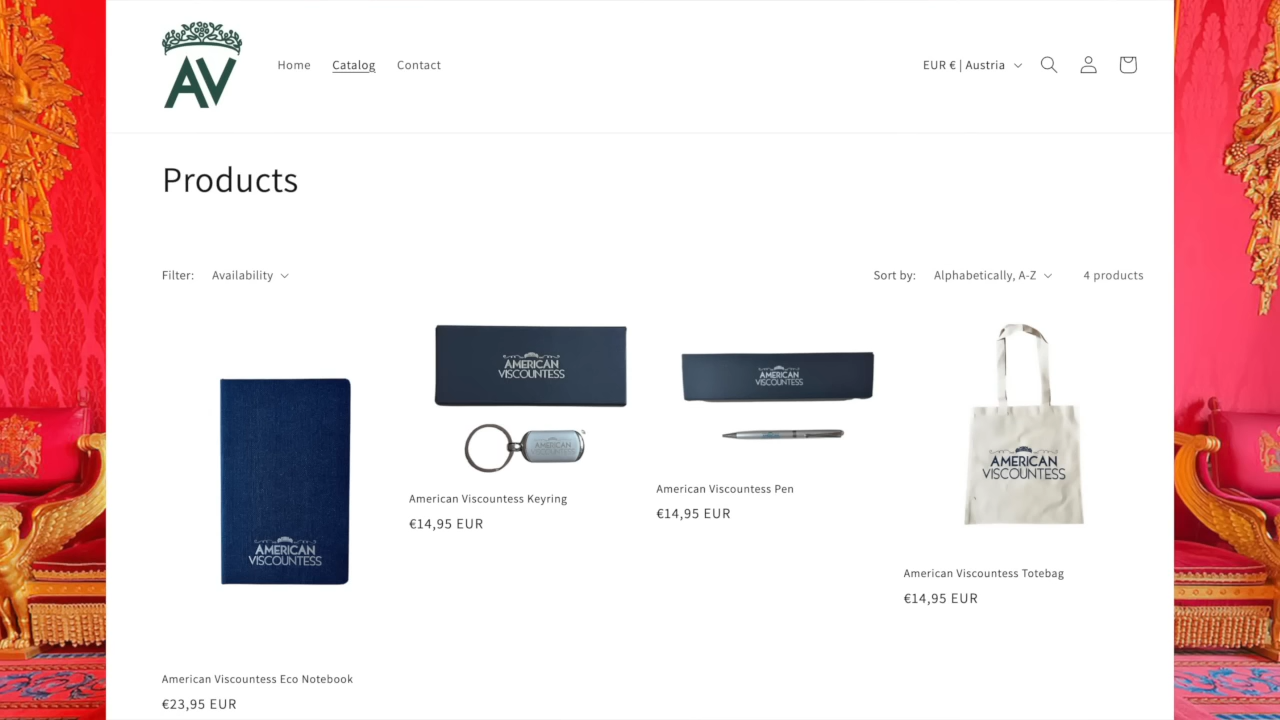 AV
Home Catalog Contact
EUR € | Austria
Products
Filter: Availability
Sort by: Alphabetically, A-Z 4 products
AMERICAN
VISCOUNTESS
American Viscountess Eco Notebook
€23,95 EUR
AMERICAN
VISCOUNTESS
AMERICAN
VISCOUNTESS
American Viscountess Keyring
€14,95 EUR
AMERICAN
VISCOUNTESS
American Viscountess Pen
€14,95 EUR
AMERICAN
VISCOUNTESS
American Viscountess Totebag
€14,95 EUR